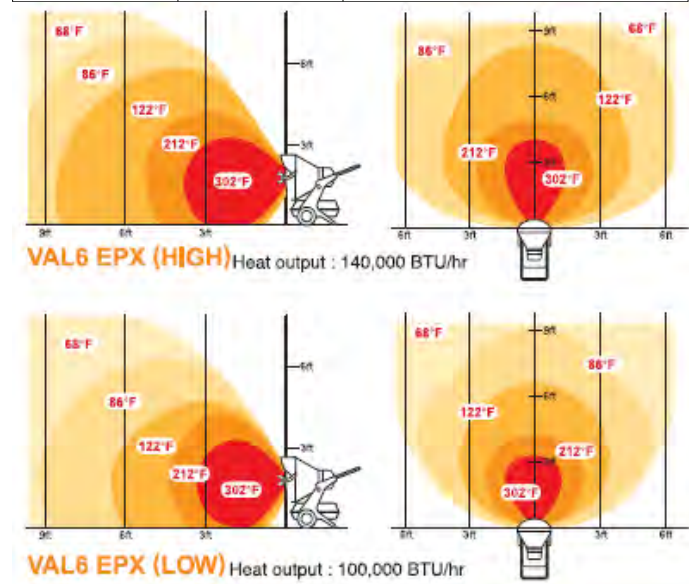 68°F
9ft
68°F
86°F
86°F
6ft
122°F
6ft
122°F
212°F
3ft
212°F
302°F
302°F
9ft 6ft 3ft
6ft 3ft 3ft 6ft
VAL6 EPX (HIGH) Heat output : 140,000 BTU/hr
68°F
9ft
68°F
86°F
6ft
86°F
6ft
122°F
122°F
3ft
212°F
212°F
302°F
302°F
9ft 6ft 3ft
6ft 3ft 3ft 6ft
VAL6 EPX (LOW) Heat output : 100,000 BTU/hr